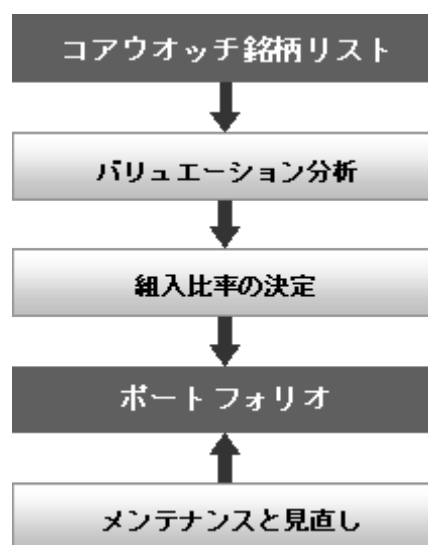 コアウオッチ銘柄リスト
バリュエーション分析
組入比率の決定
ポートフォリオ
メンテナンスと見直し